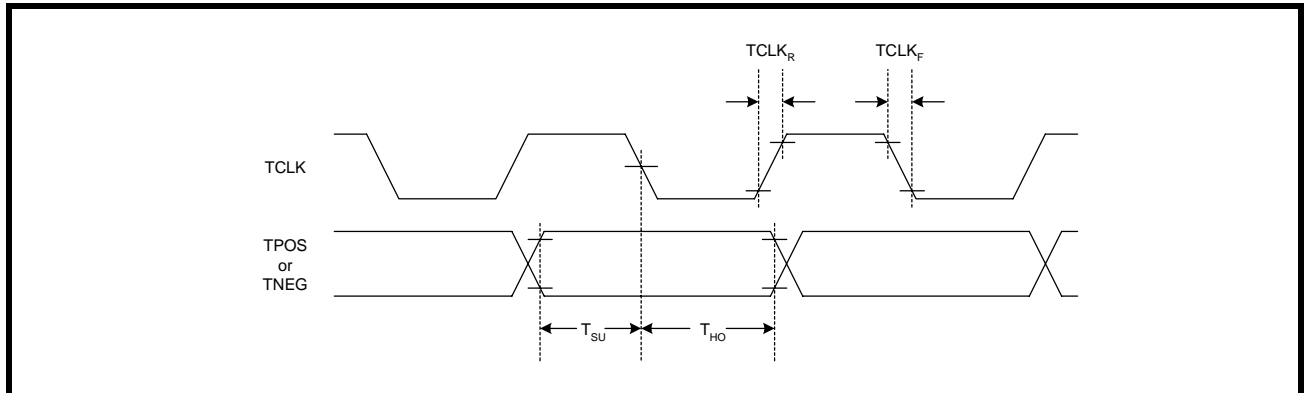 TCLKR TCLKF
TCLK
TPOS
or
TNEG
TSU THO